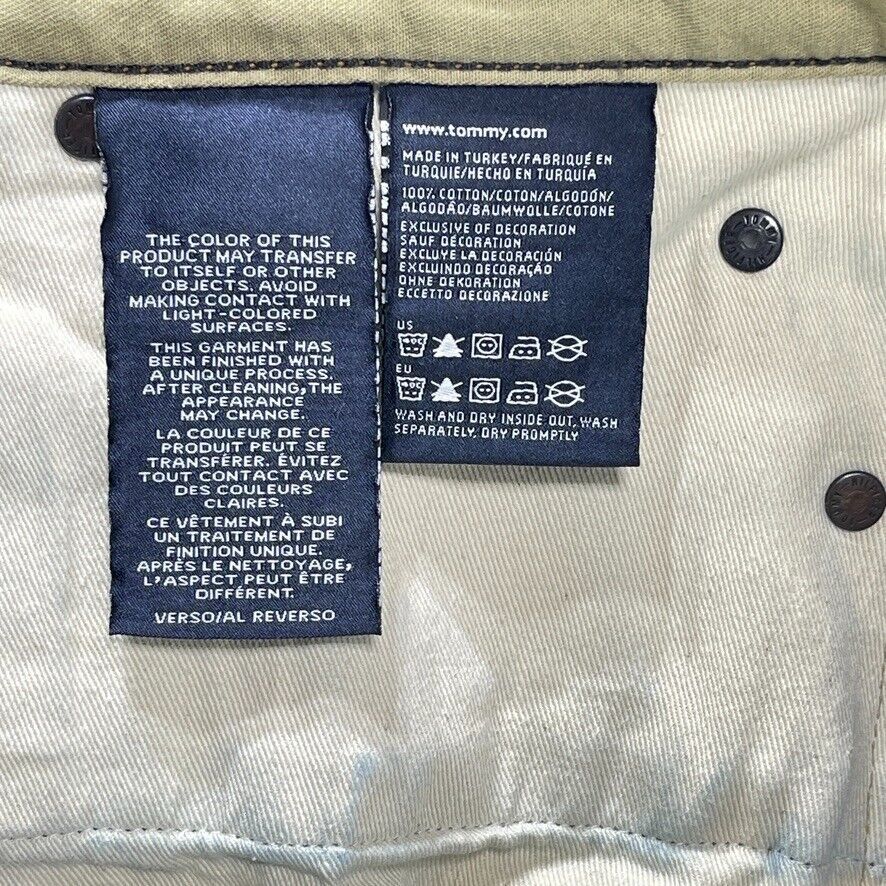 THE COLOR OF THIS
PRODUCT MAY TRANSFER
TO ITSELF OR OTHER
OBJECTS. AVOID
MAKING CONTACT WITH
LIGHT-COLORED
SURFACES.
THIS GARMENT HAS
BEEN FINISHED WITH
A UNIQUE PROCESS.
AFTER CLEANING, THE
APPEARANCE
MAY CHANGE.
LA COULEUR DE CE
PRODUIT PEUT SE
TRANSFÉRER. ÉVITEZ
TOUT CONTACT AVEC
DES COULEURS
CLAIRES.
CE VÊTEMENT À SUBI
UN TRAITEMENT DE
FINITION UNIQUE.
APRÈS LE NETTOYAGE,
L'ASPECT PEUT ÊTRE
DIFFÉRENT.
VERSO/AL REVERSO
www.tommy.com
MADE IN TURKEY/FABRIQUÉ EN
TURQUIE/HECHO EN TURQUÍA
100% COTTON/COTON/ALGODÓN/
ALGODÃO/BAUMWOLLE/COTONE
EXCLUSIVE OF DECORATION
SAUF DÉCORATION
EXCLUYE LA DECORACIÓN
EXCLUINDO DECORAÇÃO
OHNE DEKORATION
ECCETTO DECORAZIONE
US
EU
WASH AND DRY INSIDE OUT, WASH
SEPARATELY, DRY PROMPTLY
TOMMY
TOMMY